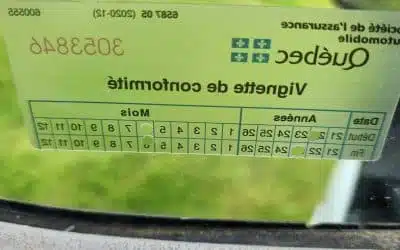 600555 6587 05 (2020-12) Société de l'assurance
automobile
3053846 Québec
Vignette de conformité
Date Années Mois
Début 21 23 24 25 26 1 2 3 4 5 7 8 9 10 11 12
Fin 21 22 24 25 26 1 2 3 4 5 7 8 9 10 11 12